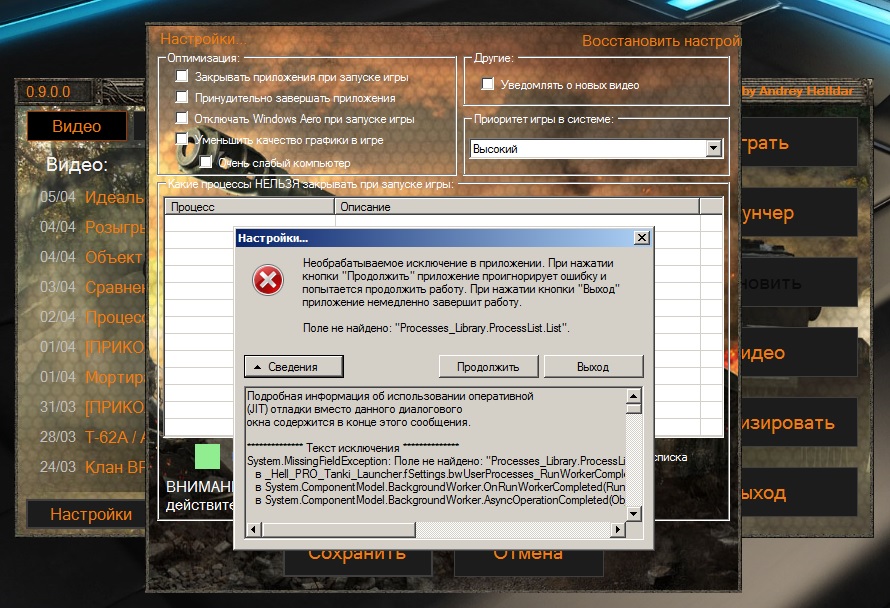 Настройки...
Восстановить настрой
Оптимизация:
Закрывать приложения при запуске игры
Принудительно завершать приложения
Отключать Windows Aero при запуске игры
Уменьшить качество графики в игре
Очень слабый компьютер
Другие:
Уведомлять о новых видео
Приоритет игры в системе:
Высокий
Какие процессы НЕЛЬЗЯ закрывать при запуске игры:
Процесс
Описание
0.9.0.0
by Andrey Helldar
Видео
Видео:
05/04 Идеаль
04/04 Розыгры
04/04 Объект
03/04 Сравнен
02/04 Процесс
01/04 [ПРИКО
01/04 Мортир
31/03 [ПРИКО
28/03 Т-62А / А
24/03 Клан BF
Настройки
рать
унчер
новить
идео
изировать
ыход
Настройки...
Необрабатываемое исключение в приложении. При нажатии
кнопки "Продолжить" приложение проигнорирует ошибку и
попытается продолжить работу. При нажатии кнопки "Выход"
приложение немедленно завершит работу.
Поле не найдено: "Processes_Library.ProcessList.List".
Сведения
Продолжить
Выход
Подробная информация об использовании оперативной
(JIT) отладки вместо данного диалогового
окна содержится в конце этого сообщения.
************** Текст исключения **************
System.MissingFieldException: Поле не найдено: "Processes_Library.ProcessLi
в _Hell_PRO_Tanki_Launcher.fSettings.bwUserProcesses_RunWorkerComple
в System.ComponentModel.BackgroundWorker.OnRunWorkerCompleted(Run
в System.ComponentModel.BackgroundWorker.AsyncOperationCompleted(Ob
списка
ВНИМАН
действите
Сохранить
Отмена